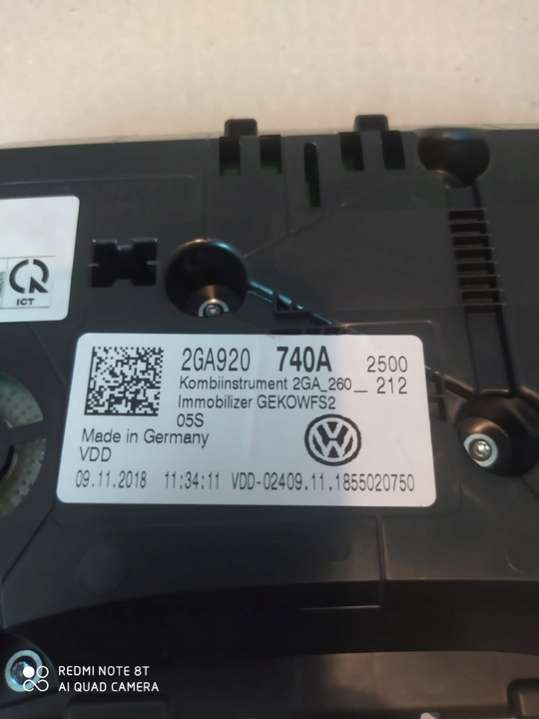 ICT
2GA920 740A 2500
Kombiinstrument 2GA_260_ 212
Immobilizer GEKOWFS2
05S
Made in Germany
VDD
09.11.2018 11:34:11 VDD-02409.11.1855020750
REDMI NOTE 8T
AI QUAD CAMERA